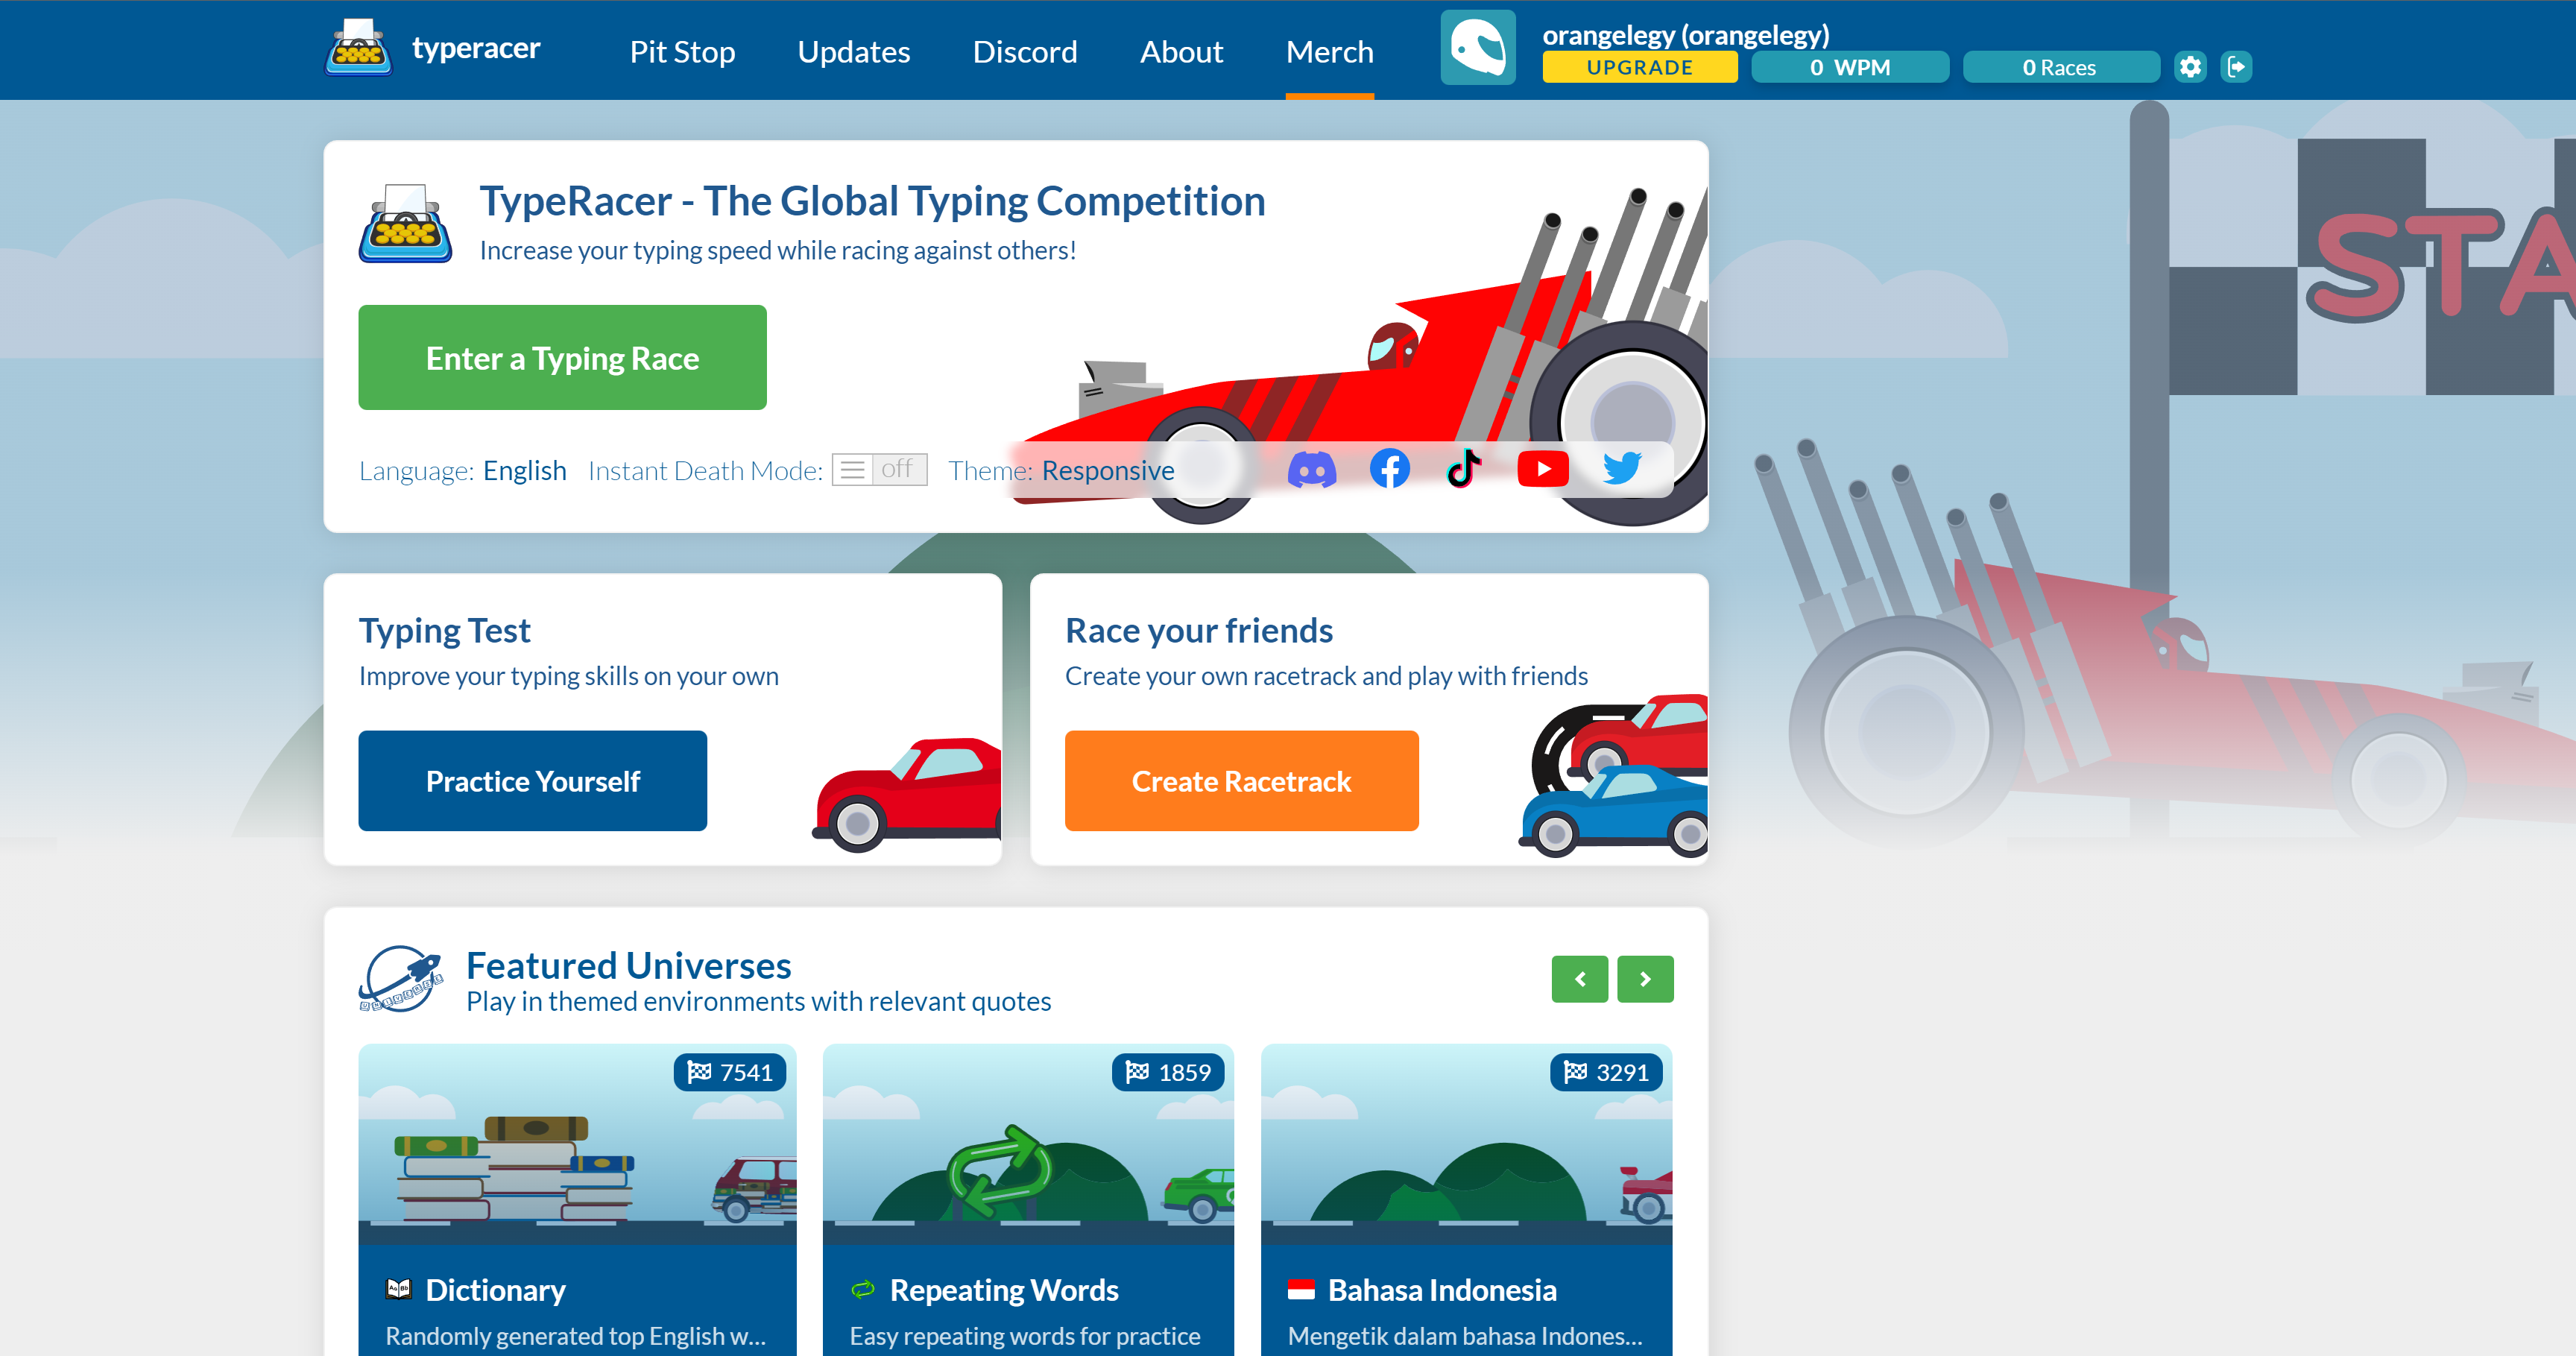 typeracer
Pit Stop
Updates
Discord
About
Merch
orangelegy (orangelegy)
UPGRADE
0 WPM
0 Races
TypeRacer - The Global Typing Competition
Increase your typing speed while racing against others!
Enter a Typing Race
Language: English
Instant Death Mode: off
Theme: Responsive
STA
Typing Test
Improve your typing skills on your own
Practice Yourself
Race your friends
Create your own racetrack and play with friends
Create Racetrack
Featured Universes
Play in themed environments with relevant quotes
7541
1859
3291
Dictionary
Randomly generated top English w...
Repeating Words
Easy repeating words for practice
Bahasa Indonesia
Mengetik dalam bahasa Indones...